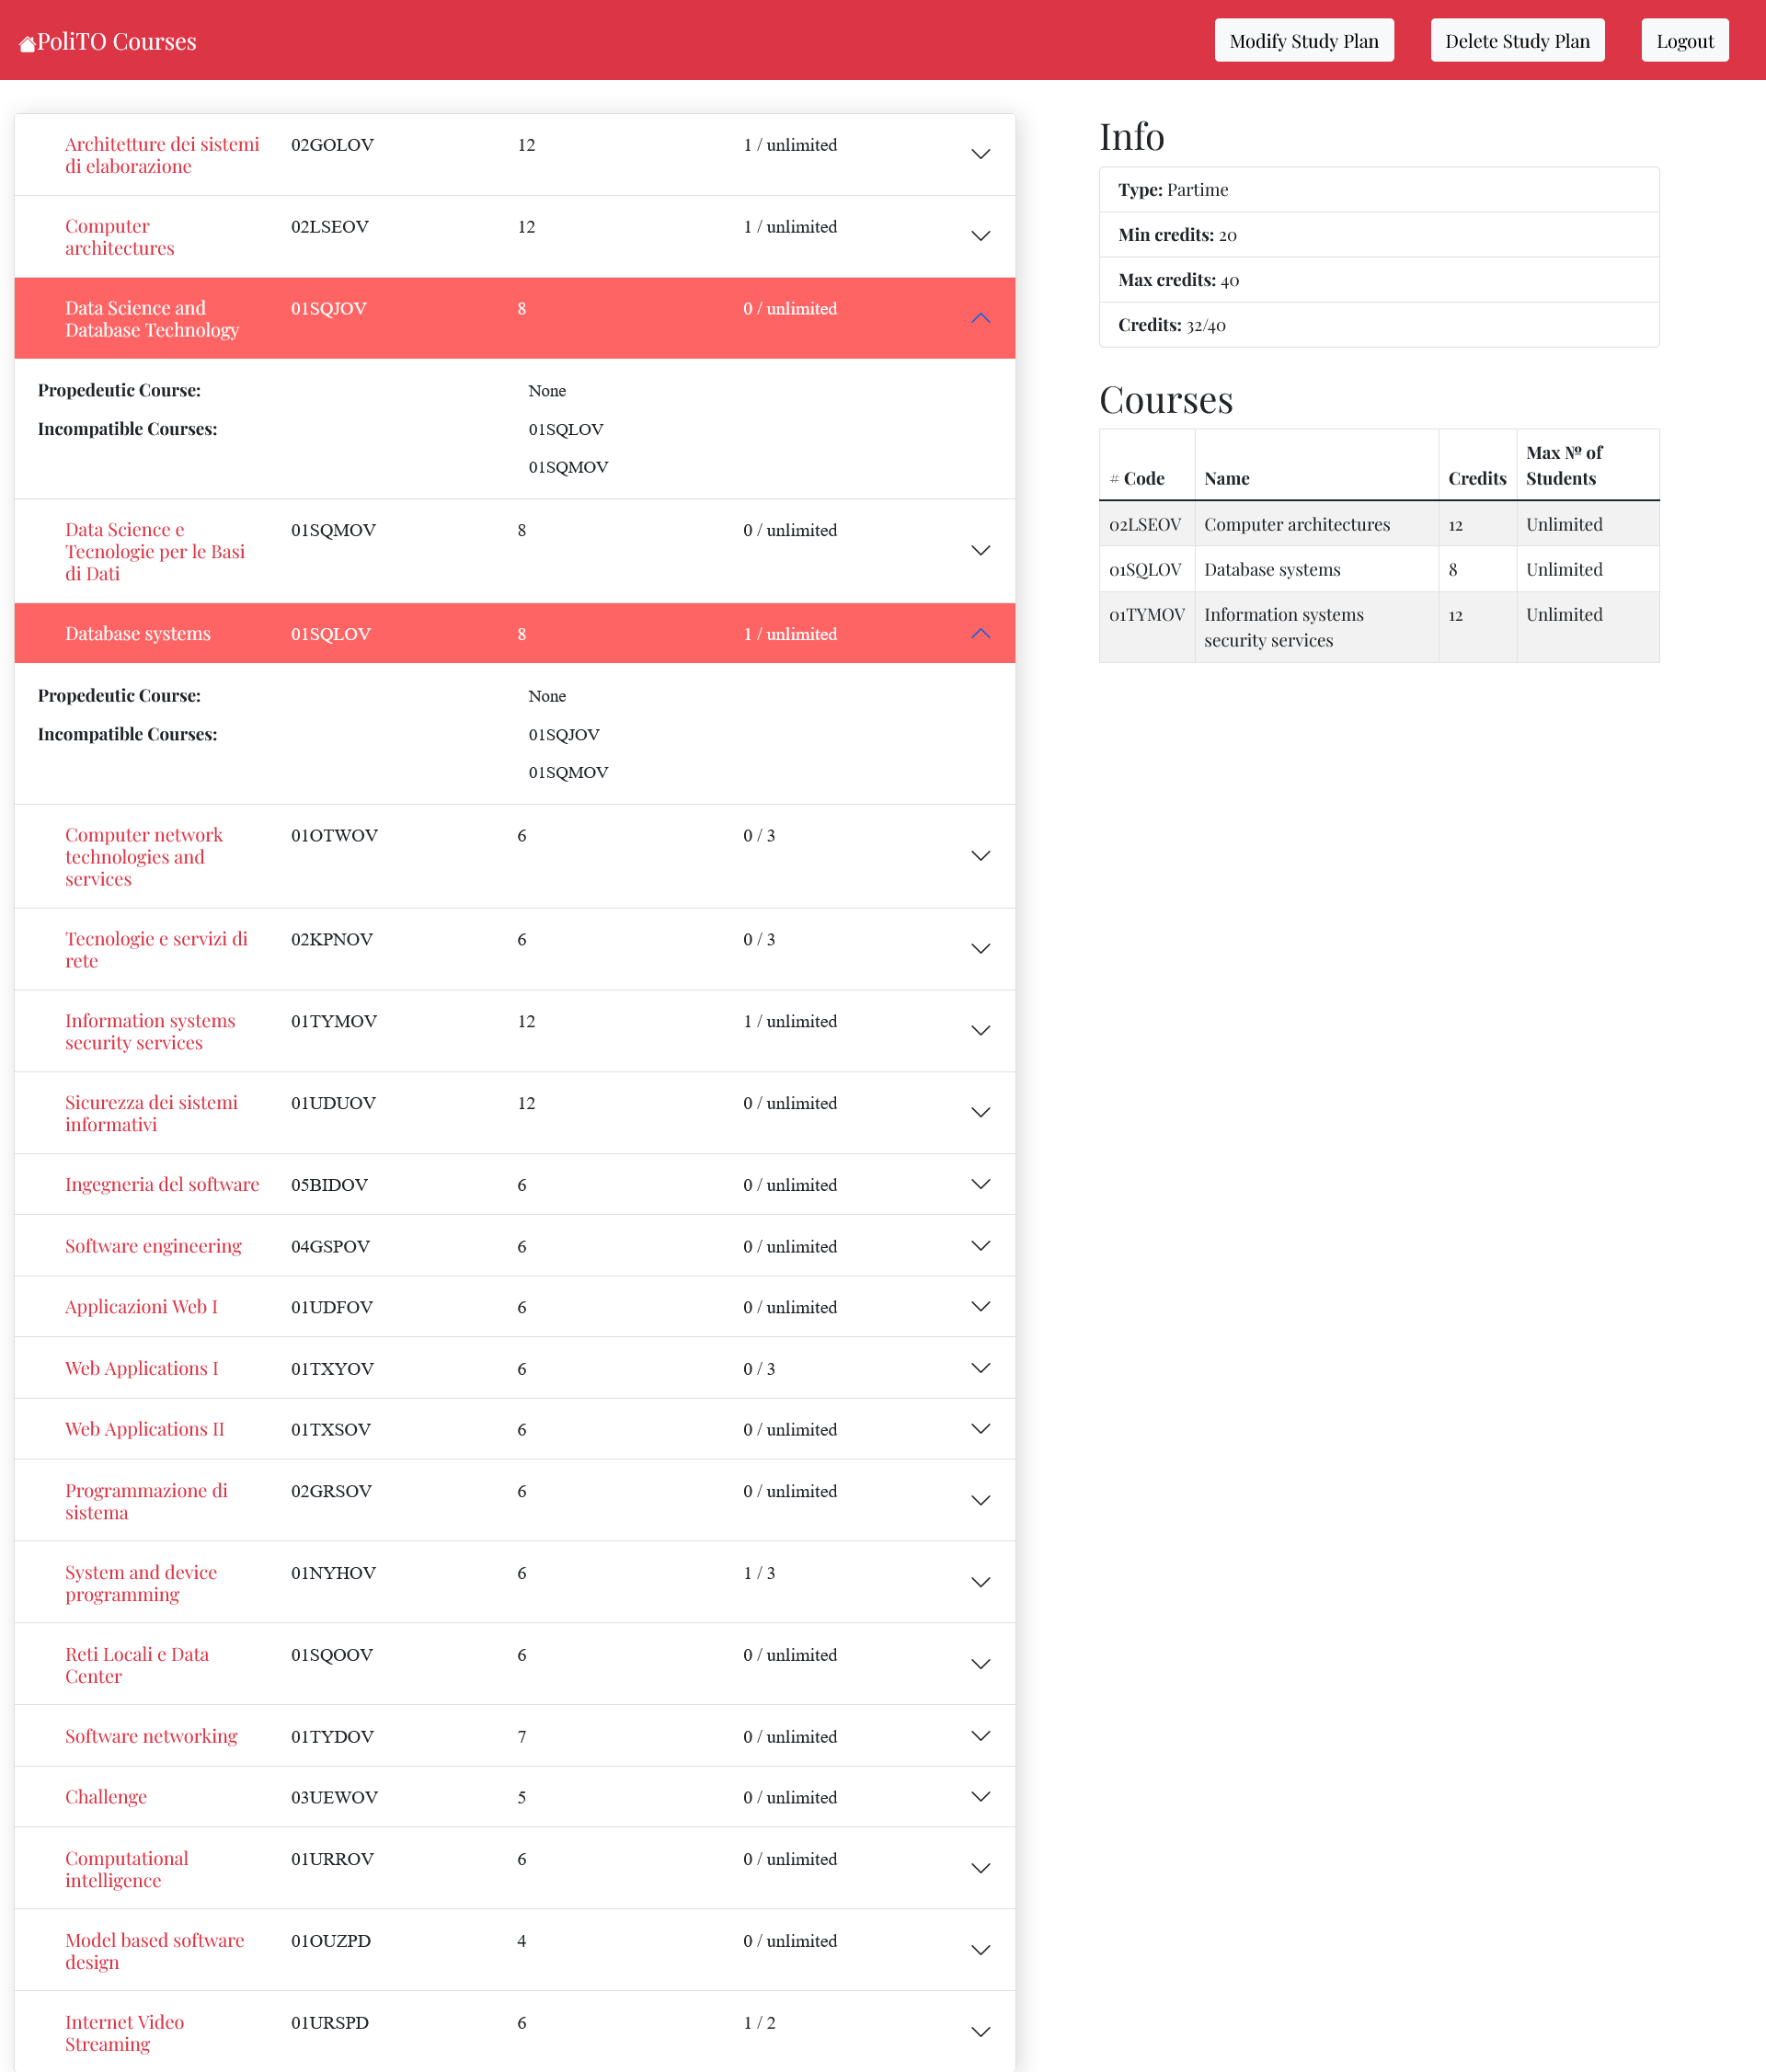 PoliTO Courses
Modify Study Plan
Delete Study Plan
Logout
Architetture dei sistemi 02GOLOV 12 1 / unlimited
di elaborazione
Computer 02LSEOV 12 1 / unlimited
architectures
Data Science and 01SQJOV 8 0 / unlimited
Database Technology
Propedeutic Course: None
Incompatible Courses: 01SQLOV
01SQMOV
Data Science e 01SQMOV 8 0 / unlimited
Tecnologie per le Basi
di Dati
Database systems 01SQLOV 8 1 / unlimited
Propedeutic Course: None
Incompatible Courses: 01SQJOV
01SQMOV
Computer network 01OTWOV 6 0 / 3
technologies and
services
Tecnologie e servizi di 02KPNOV 6 0 / 3
rete
Information systems 01TYMOV 12 1 / unlimited
security services
Sicurezza dei sistemi 01UDUOV 12 0 / unlimited
informativi
Ingegneria del software 05BIDOV 6 0 / unlimited
Software engineering 04GSPOV 6 0 / unlimited
Applicazioni Web I 01UDFOV 6 0 / unlimited
Web Applications I 01TXYOV 6 0 / 3
Web Applications II 01TXSOV 6 0 / unlimited
Programmazione di 02GRSOV 6 0 / unlimited
sistema
System and device 01NYHOV 6 1 / 3
programming
Reti Locali e Data 01SQOOV 6 0 / unlimited
Center
Software networking 01TYDOV 7 0 / unlimited
Challenge 03UEWOV 5 0 / unlimited
Computational 01URROV 6 0 / unlimited
intelligence
Model based software 01OUZPD 4 0 / unlimited
design
Internet Video 01URSPD 6 1 / 2
Streaming
Info
Type: Partime
Min credits: 20
Max credits: 40
Credits: 32/40
Courses
Max № of
# Code Name Credits Students
02LSEOV Computer architectures 12 Unlimited
01SQLOV Database systems 8 Unlimited
01TYMOV Information systems 12 Unlimited
security services